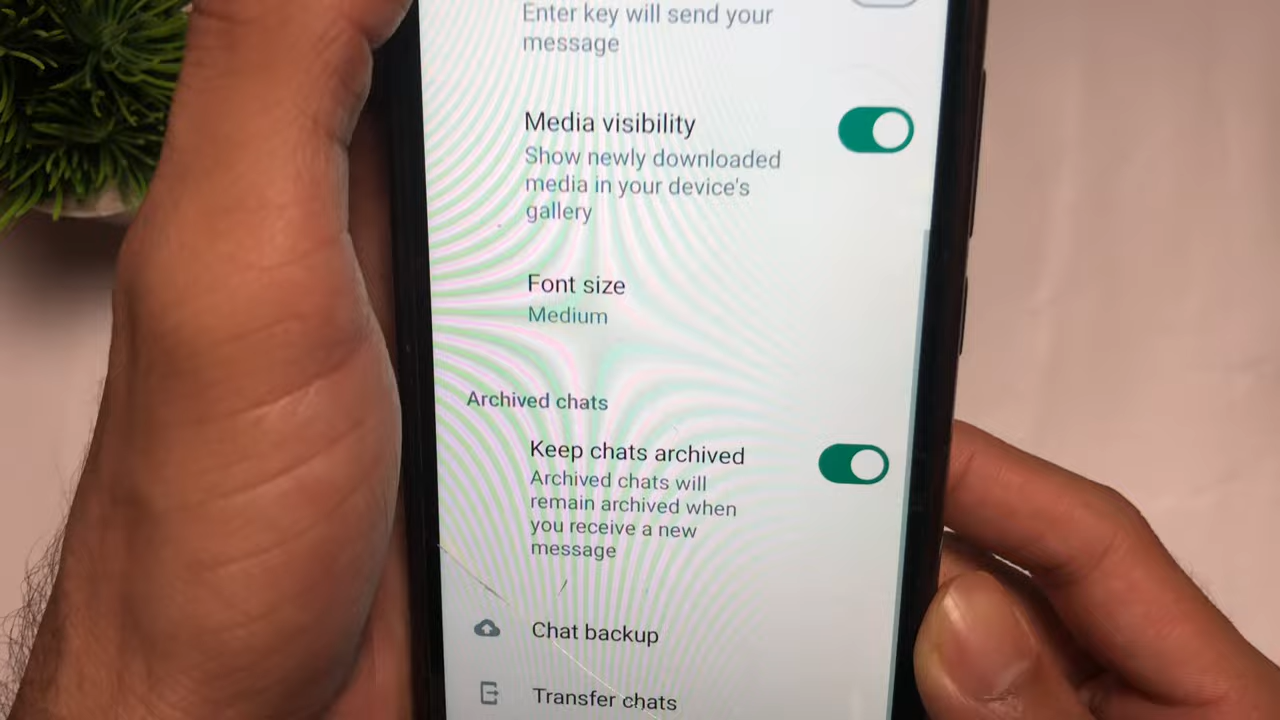 Enter key will send your
message
Media visibility
Show newly downloaded
media in your device's
gallery
Font size
Medium
Archived chats
Keep chats archived
Archived chats will
remain archived when
you receive a new
message
Chat backup
Transfer chats